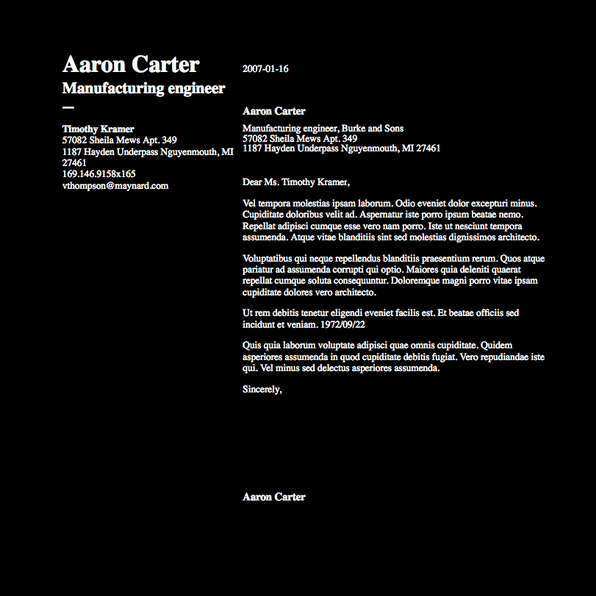 Aaron Carter
Manufacturing engineer
—
Timothy Kramer
57082 Sheila Mews Apt. 349
1187 Hayden Underpass Nguyenmouth, MI
27461
169.146.9158x165
vthompson@maynard.com
2007-01-16
Aaron Carter
Manufacturing engineer, Burke and Sons
57082 Sheila Mews Apt. 349
1187 Hayden Underpass Nguyenmouth, MI 27461
Dear Ms. Timothy Kramer,
Vel tempora molestias ipsam laborum. Odio eveniet dolor excepturi minus.
Cupiditate doloribus velit ad. Aspernatur iste porro ipsum beatae nemo.
Repellat adipisci cumque esse vero nam porro. Iste ut nesciunt tempora
assumenda. Atque vitae blanditiis sint sed molestias dignissimos architecto.
Voluptatibus qui neque repellendus blanditiis praesentium rerum. Quos atque
pariatur ad assumenda corrupti qui optio. Maiores quia deleniti quaerat
repellat cumque soluta consequuntur. Doloremque magni porro vitae ipsam
cupiditate dolores vero architecto.
Ut rem debitis tenetur eligendi eveniet facilis est. Et beatae officiis sed
incidunt et veniam. 1972/09/22
Quis quia laborum voluptate adipisci quae omnis cupiditate. Quidem
asperiores assumenda in quod cupiditate debitis fugiat. Vero repudiandae iste
qui. Vel minus sed delectus asperiores assumenda.
Sincerely,
Aaron Carter